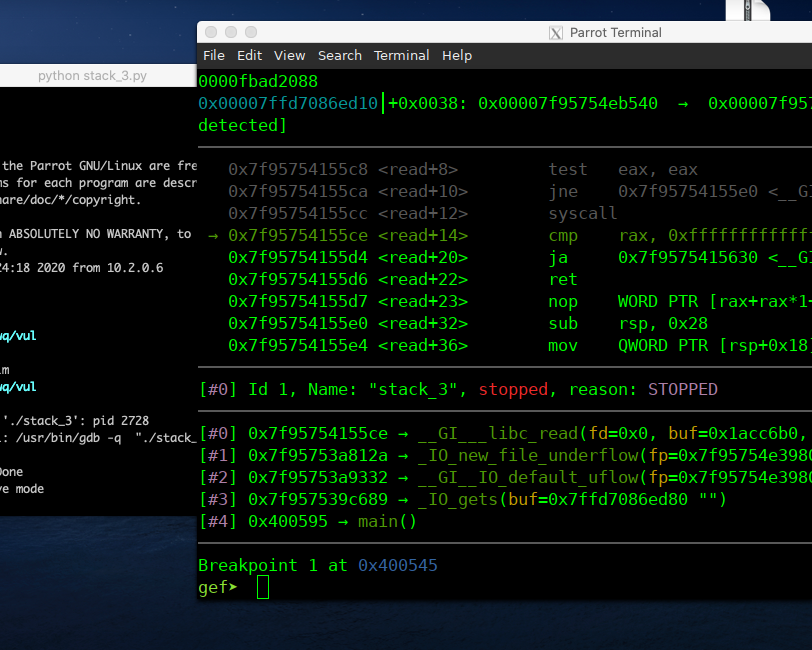 python stack_3.py
the Parrot GNU/Linux are fre
ms for each program are descr
hare/doc/*/copyright.
ABSOLUTELY NO WARRANTY, to
24:18 2020 from 10.2.0.6
wq/vul
wq/vul
'./stack_3': pid 2728
: /usr/bin/gdb -q "./stack_
Done
ve mode
Parrot Terminal
File Edit View Search Terminal Help
0000fbad2088
0x00007ffd7086ed10│+0x0038: 0x00007f95754eb540 → 0x00007f957
detected]
0x7f95754155c8 <read+8> test eax, eax
0x7f95754155ca <read+10> jne 0x7f95754155e0 <__GI
0x7f95754155cc <read+12> syscall
→ 0x7f95754155ce <read+14> cmp rax, 0xfffffffffffff
0x7f95754155d4 <read+20> ja 0x7f9575415630 <__GI
0x7f95754155d6 <read+22> ret
0x7f95754155d7 <read+23> nop WORD PTR [rax+rax*1+
0x7f95754155e0 <read+32> sub rsp, 0x28
0x7f95754155e4 <read+36> mov QWORD PTR [rsp+0x18]
[#0] Id 1, Name: "stack_3", stopped, reason: STOPPED
[#0] 0x7f95754155ce → __GI___libc_read(fd=0x0, buf=0x1acc6b0,
[#1] 0x7f95753a812a → _IO_new_file_underflow(fp=0x7f95754e3980
[#2] 0x7f95753a9332 → __GI__IO_default_uflow(fp=0x7f95754e3980
[#3] 0x7f957539c689 → _IO_gets(buf=0x7ffd7086ed80 "")
[#4] 0x400595 → main()
Breakpoint 1 at 0x400545
gef➤